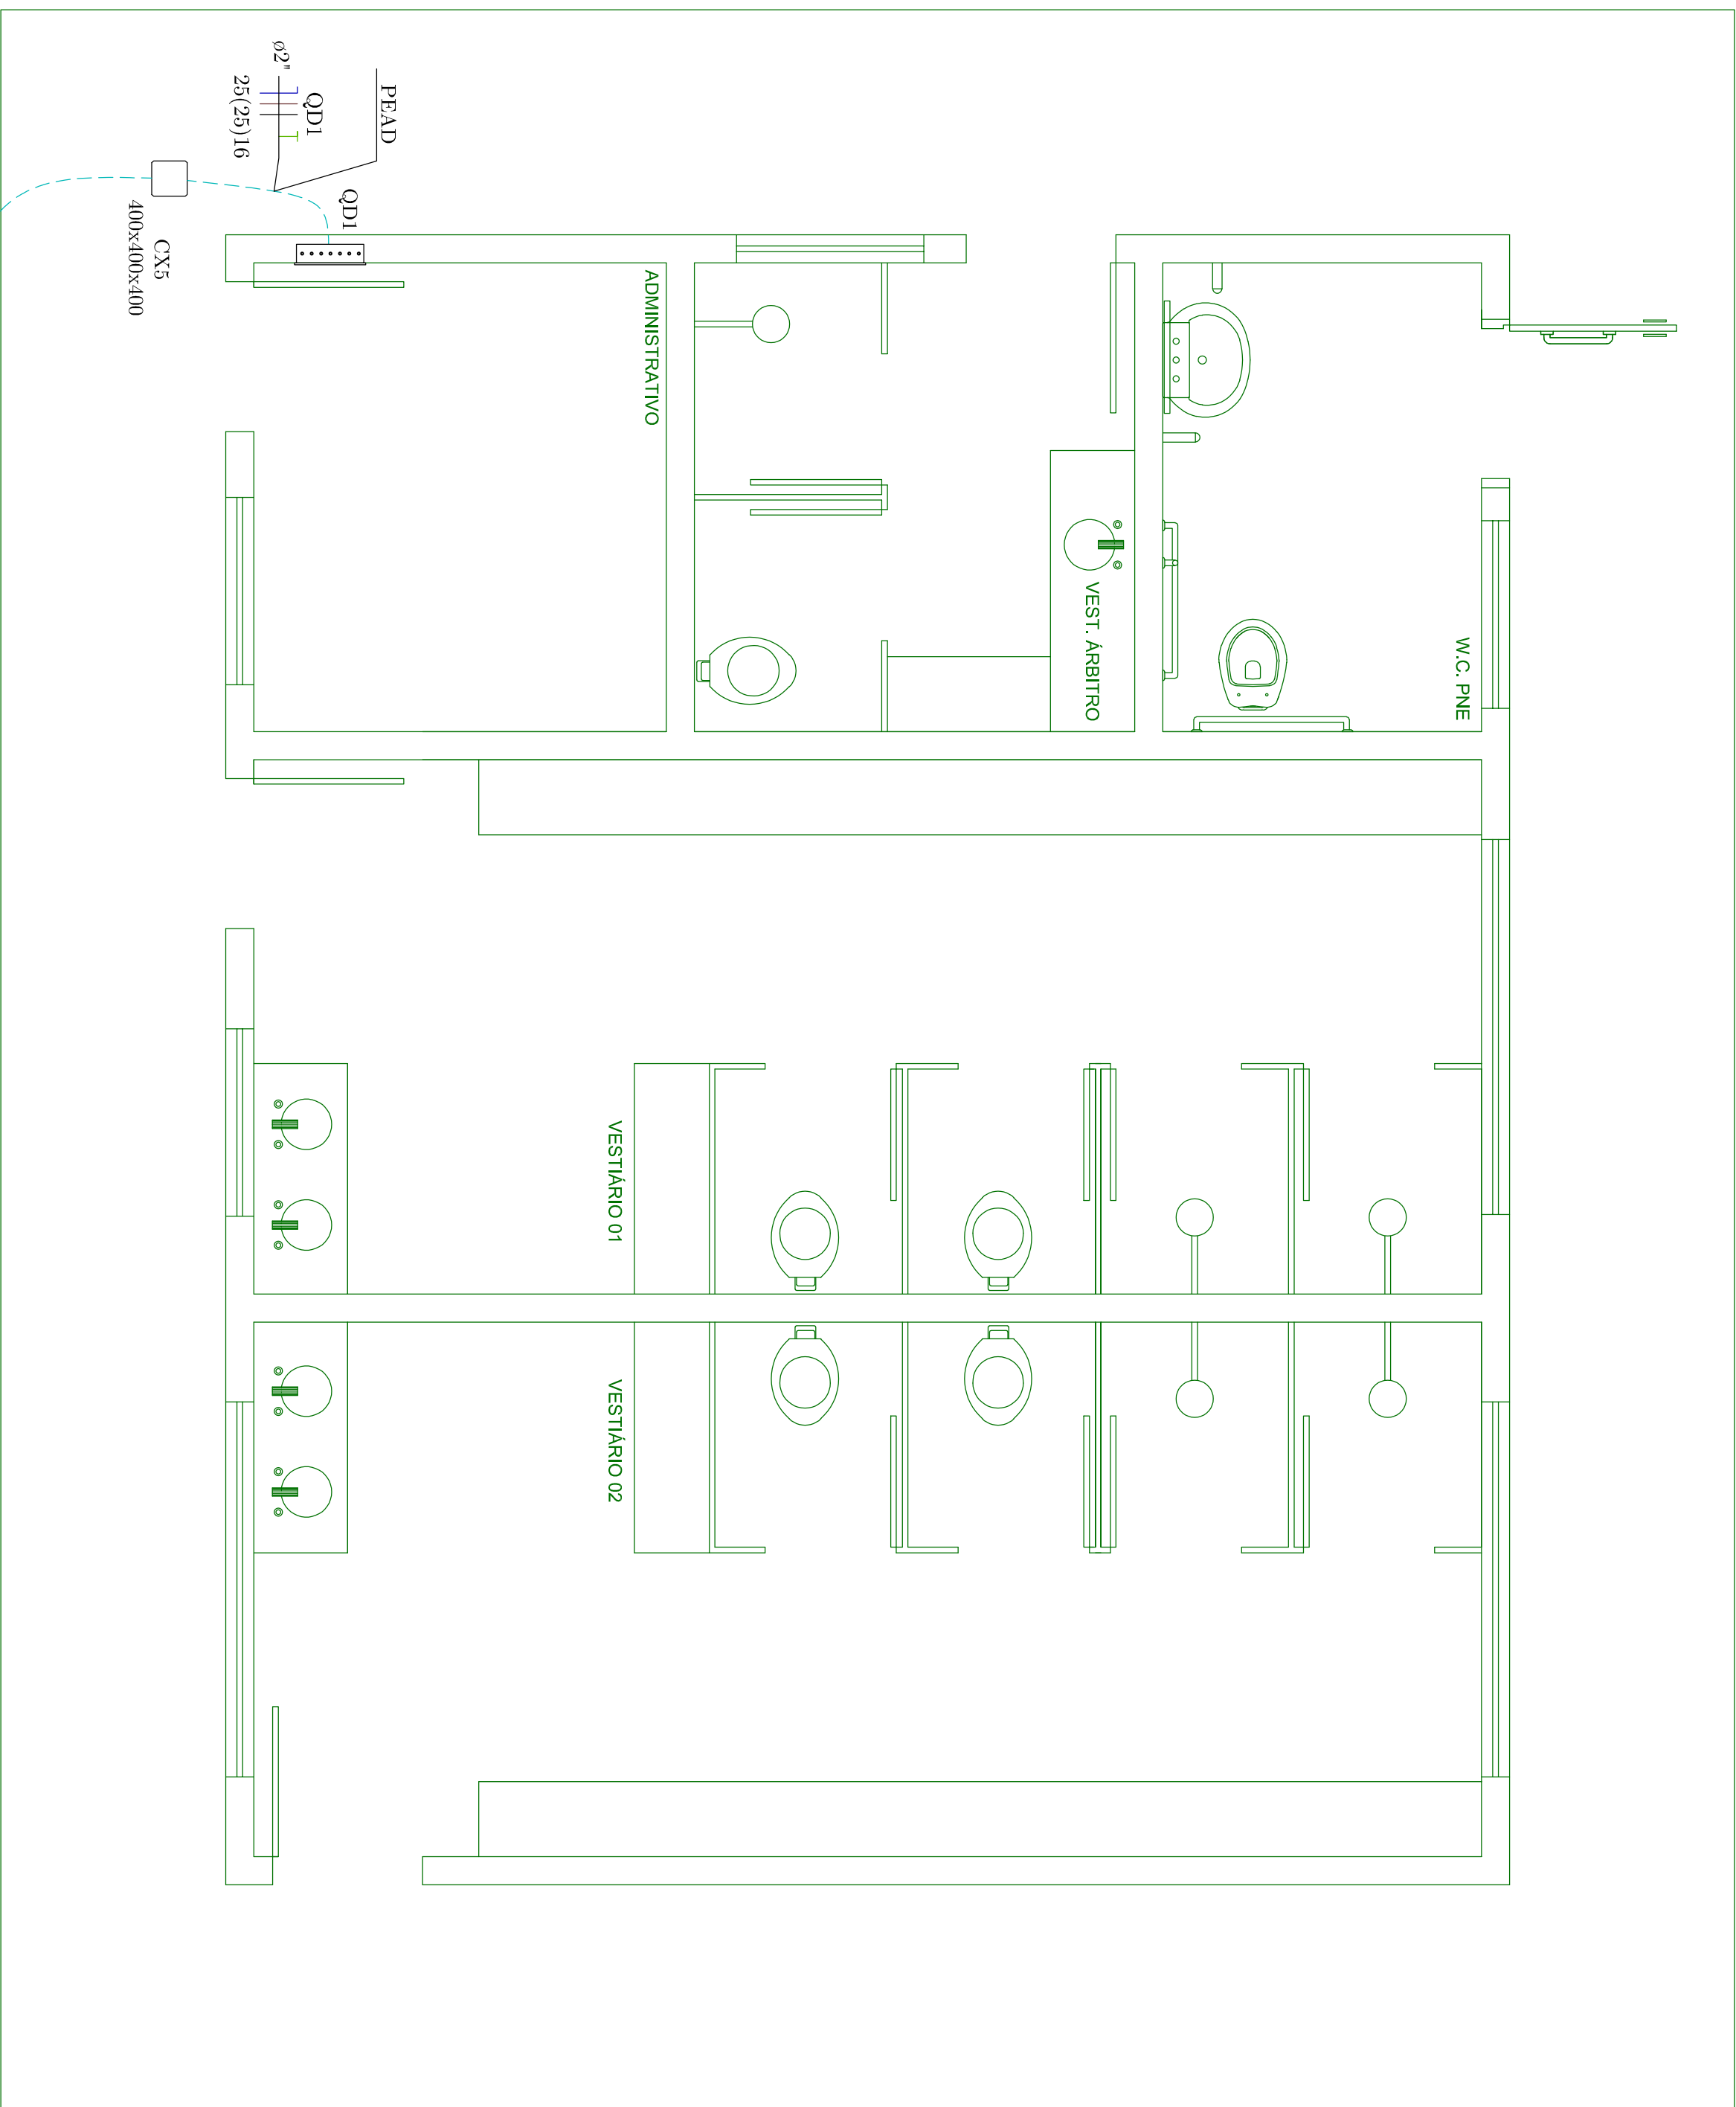 PEAD
ø2"
QD1
25(25)16
QD1
CX5
400x400x400
W.C. PNE
VEST. ÁRBITRO
ADMINISTRATIVO
VESTIÁRIO 01
VESTIÁRIO 02